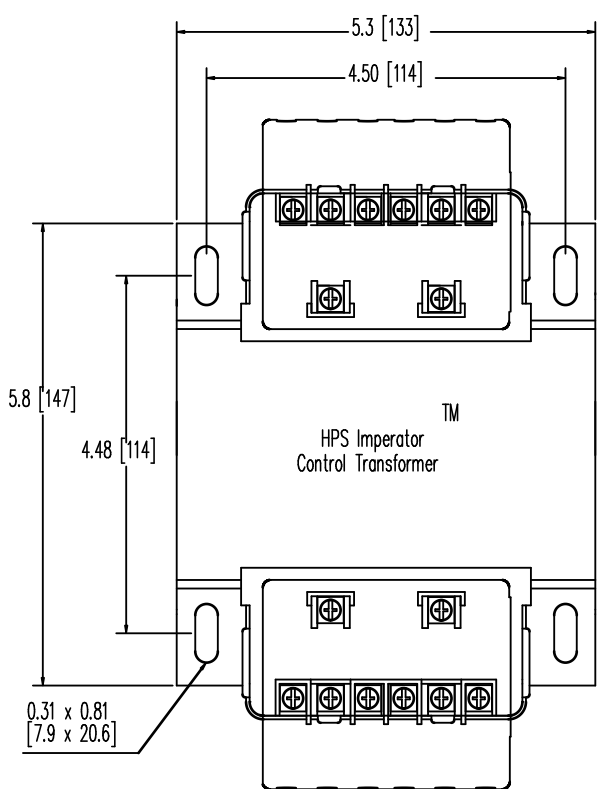 5.3 [133]
4.50 [114]
5.8 [147]
4.48 [114]
TM
HPS Imperator
Control Transformer
0.31 x 0.81
[7.9 x 20.6]